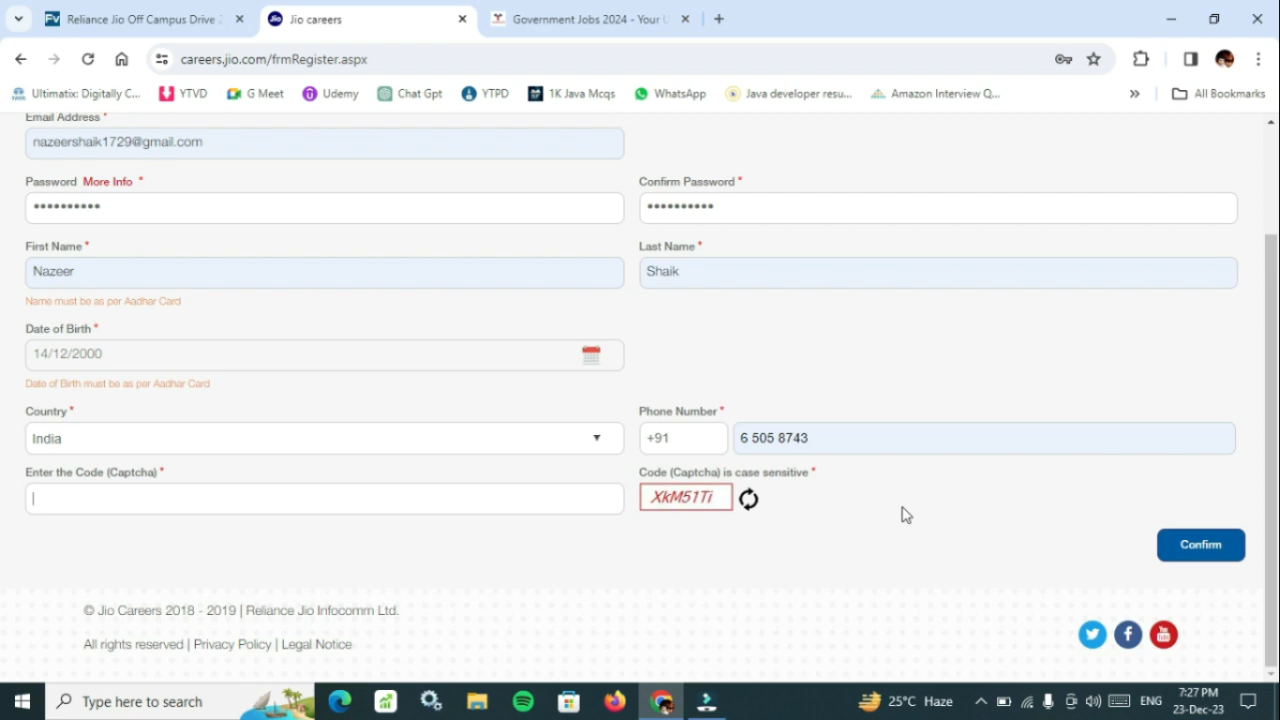 Reliance Jio Off Campus Drive
Jio careers
Government Jobs 2024 - Your
careers.jio.com/frmRegister.aspx
Ultimatix: Digitally C...
YTVD
G Meet
Udemy
Chat Gpt
YTPD
1K Java Mcqs
WhatsApp
Java developer resu...
Amazon Interview Q...
»
All Bookmarks
Email Address *
nazeershaik1729@gmail.com
Password More Info *
Confirm Password *
••••••••••
••••••••••
First Name *
Last Name *
Nazeer
Shaik
Name must be as per Aadhar Card
Date of Birth *
14/12/2000
Date of Birth must be as per Aadhar Card
Country *
Phone Number *
India
+91
6 505 8743
Enter the Code (Captcha) *
Code (Captcha) is case sensitive *
XkM51Ti
Confirm
© Jio Careers 2018 - 2019 | Reliance Jio Infocomm Ltd.
All rights reserved | Privacy Policy | Legal Notice
Type here to search
25°C Haze
ENG
7:27 PM
23-Dec-23